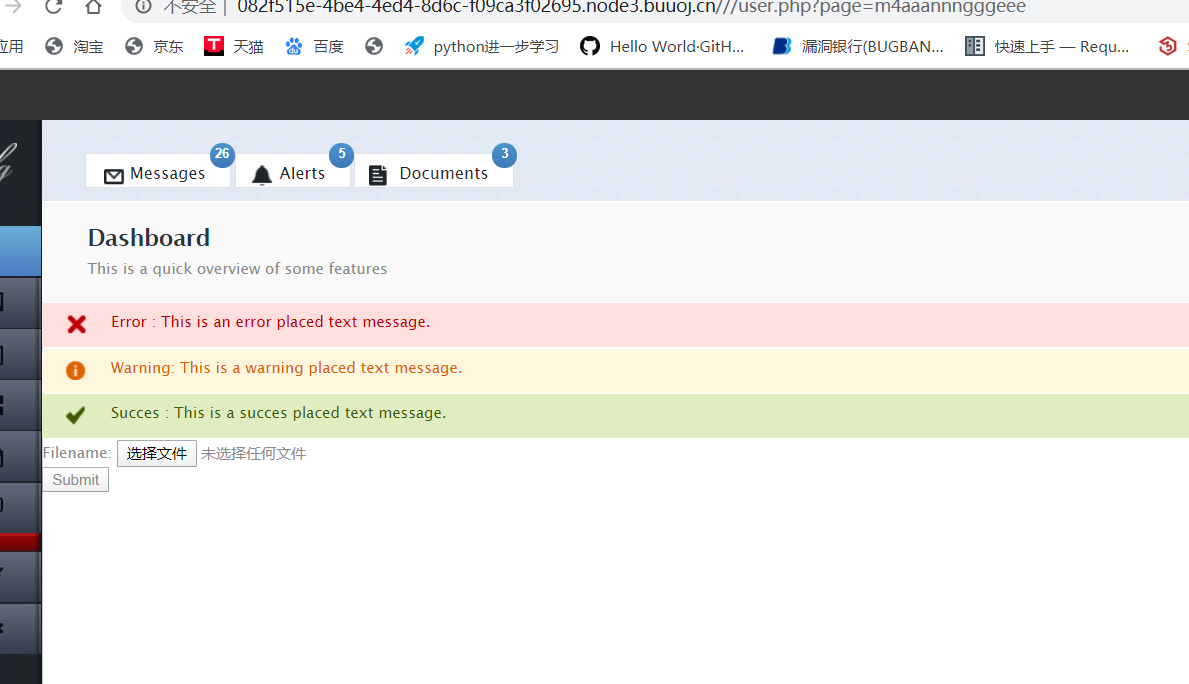 不安全 | 082f515e-4be4-4ed4-8d6c-f09ca3f02695.node3.buuoj.cn///user.php?page=m4aaannngggeee
应用 淘宝 京东 T 天猫 百度 python进一步学习 Hello World·GitH... 漏洞银行(BUGBAN... 快速上手 — Requ...
26 5 3
Messages Alerts Documents
Dashboard
This is a quick overview of some features
Error : This is an error placed text message.
Warning: This is a warning placed text message.
Succes : This is a succes placed text message.
Filename: 选择文件 未选择任何文件
Submit